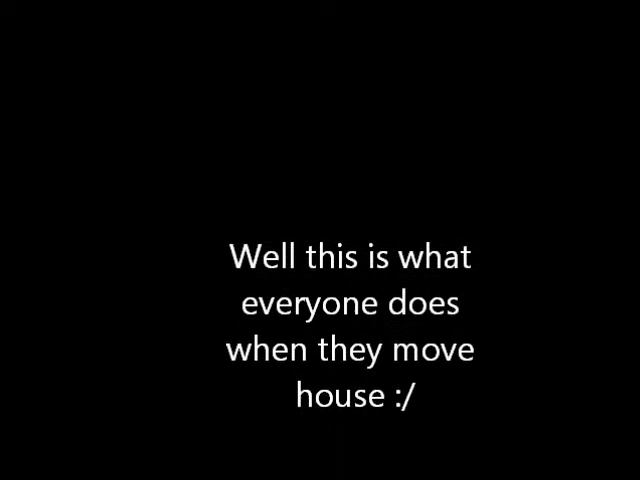 Well this is what
everyone does
when they move
house :/